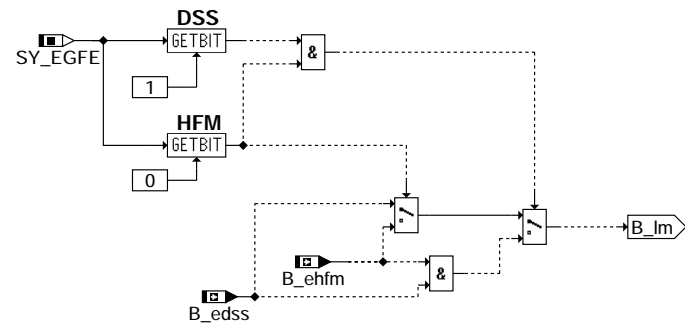 DSS
GETBIT
SY_EGFE
&
1
HFM
GETBIT
0
B_lm
B_ehfm
&
B_edss